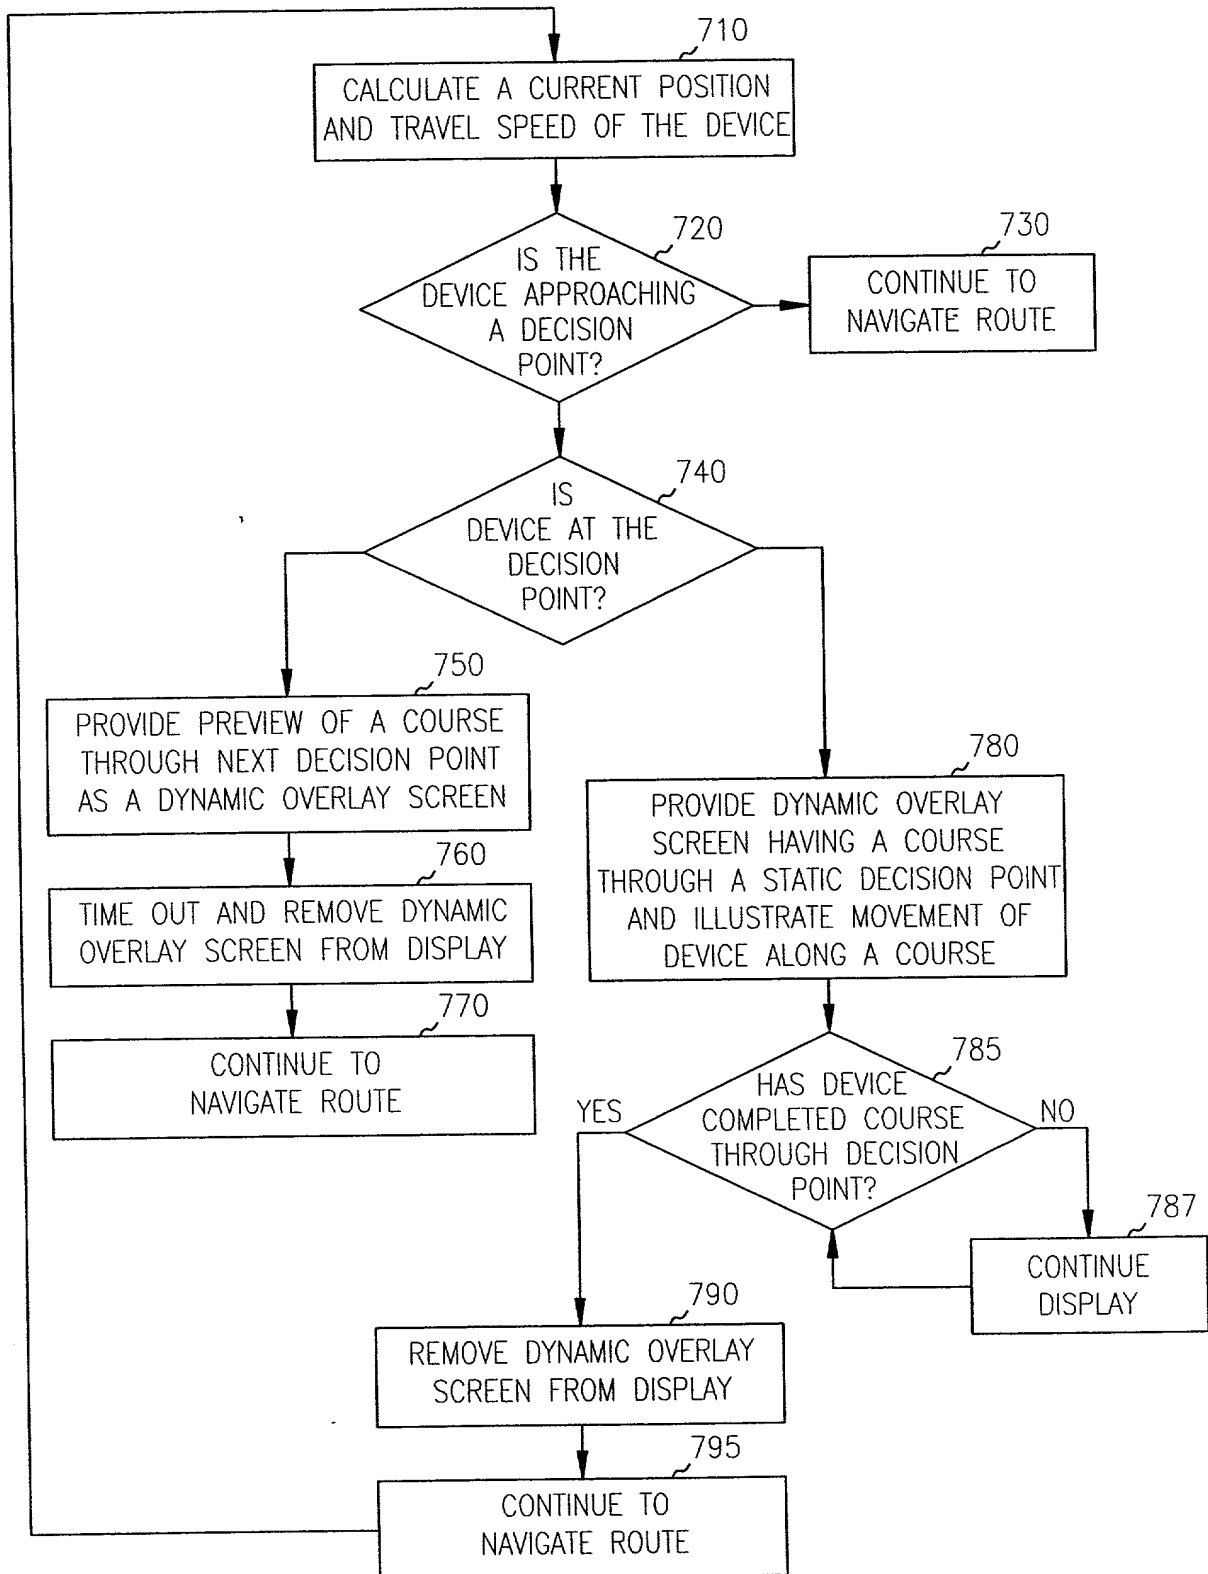 710
CALCULATE A CURRENT POSITION
AND TRAVEL SPEED OF THE DEVICE
720
IS THE
DEVICE APPROACHING
A DECISION
POINT?
730
CONTINUE TO
NAVIGATE ROUTE
740
IS
DEVICE AT THE
DECISION
POINT?
750
PROVIDE PREVIEW OF A COURSE
THROUGH NEXT DECISION POINT
AS A DYNAMIC OVERLAY SCREEN
760
TIME OUT AND REMOVE DYNAMIC
OVERLAY SCREEN FROM DISPLAY
770
CONTINUE TO
NAVIGATE ROUTE
780
PROVIDE DYNAMIC OVERLAY
SCREEN HAVING A COURSE
THROUGH A STATIC DECISION POINT
AND ILLUSTRATE MOVEMENT OF
DEVICE ALONG A COURSE
785
HAS DEVICE
COMPLETED COURSE
THROUGH DECISION
POINT?
YES
NO
787
CONTINUE
DISPLAY
790
REMOVE DYNAMIC OVERLAY
SCREEN FROM DISPLAY
795
CONTINUE TO
NAVIGATE ROUTE